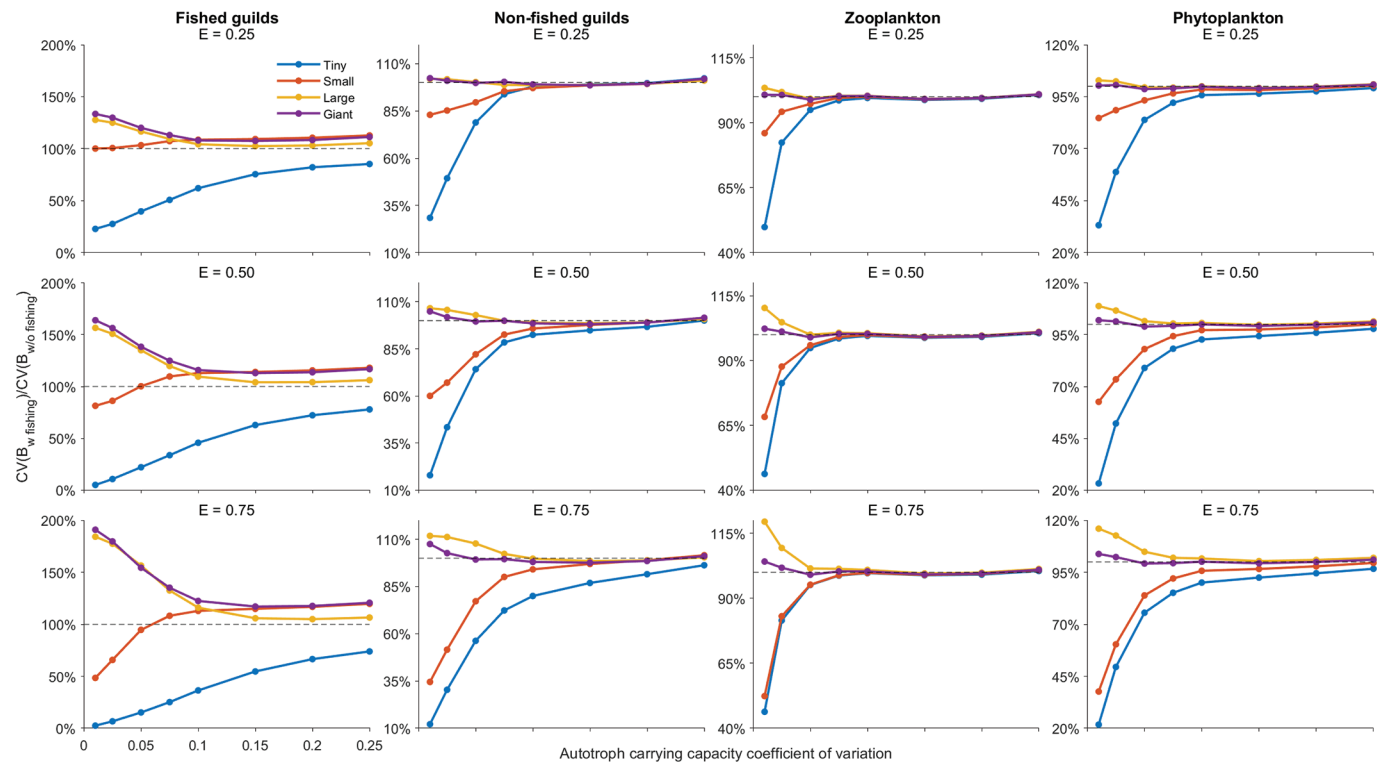 Fished guilds
Non-fished guilds
Zooplankton
Phytoplankton
E = 0.25
E = 0.25
E = 0.25
E = 0.25
200%
150%
100%
50%
0%
Tiny
Small
Large
Giant
110%
85%
60%
35%
10%
115%
90%
65%
40%
120%
95%
70%
45%
20%
E = 0.50
E = 0.50
E = 0.50
E = 0.50
200%
150%
100%
50%
0%
110%
85%
60%
35%
10%
115%
90%
65%
40%
120%
95%
70%
45%
20%
CV(Bw fishing)/CV(Bw/o fishing)
E = 0.75
E = 0.75
E = 0.75
E = 0.75
200%
150%
100%
50%
0%
110%
85%
60%
35%
10%
115%
90%
65%
40%
120%
95%
70%
45%
20%
0 0.05 0.1 0.15 0.2 0.25
Autotroph carrying capacity coefficient of variation